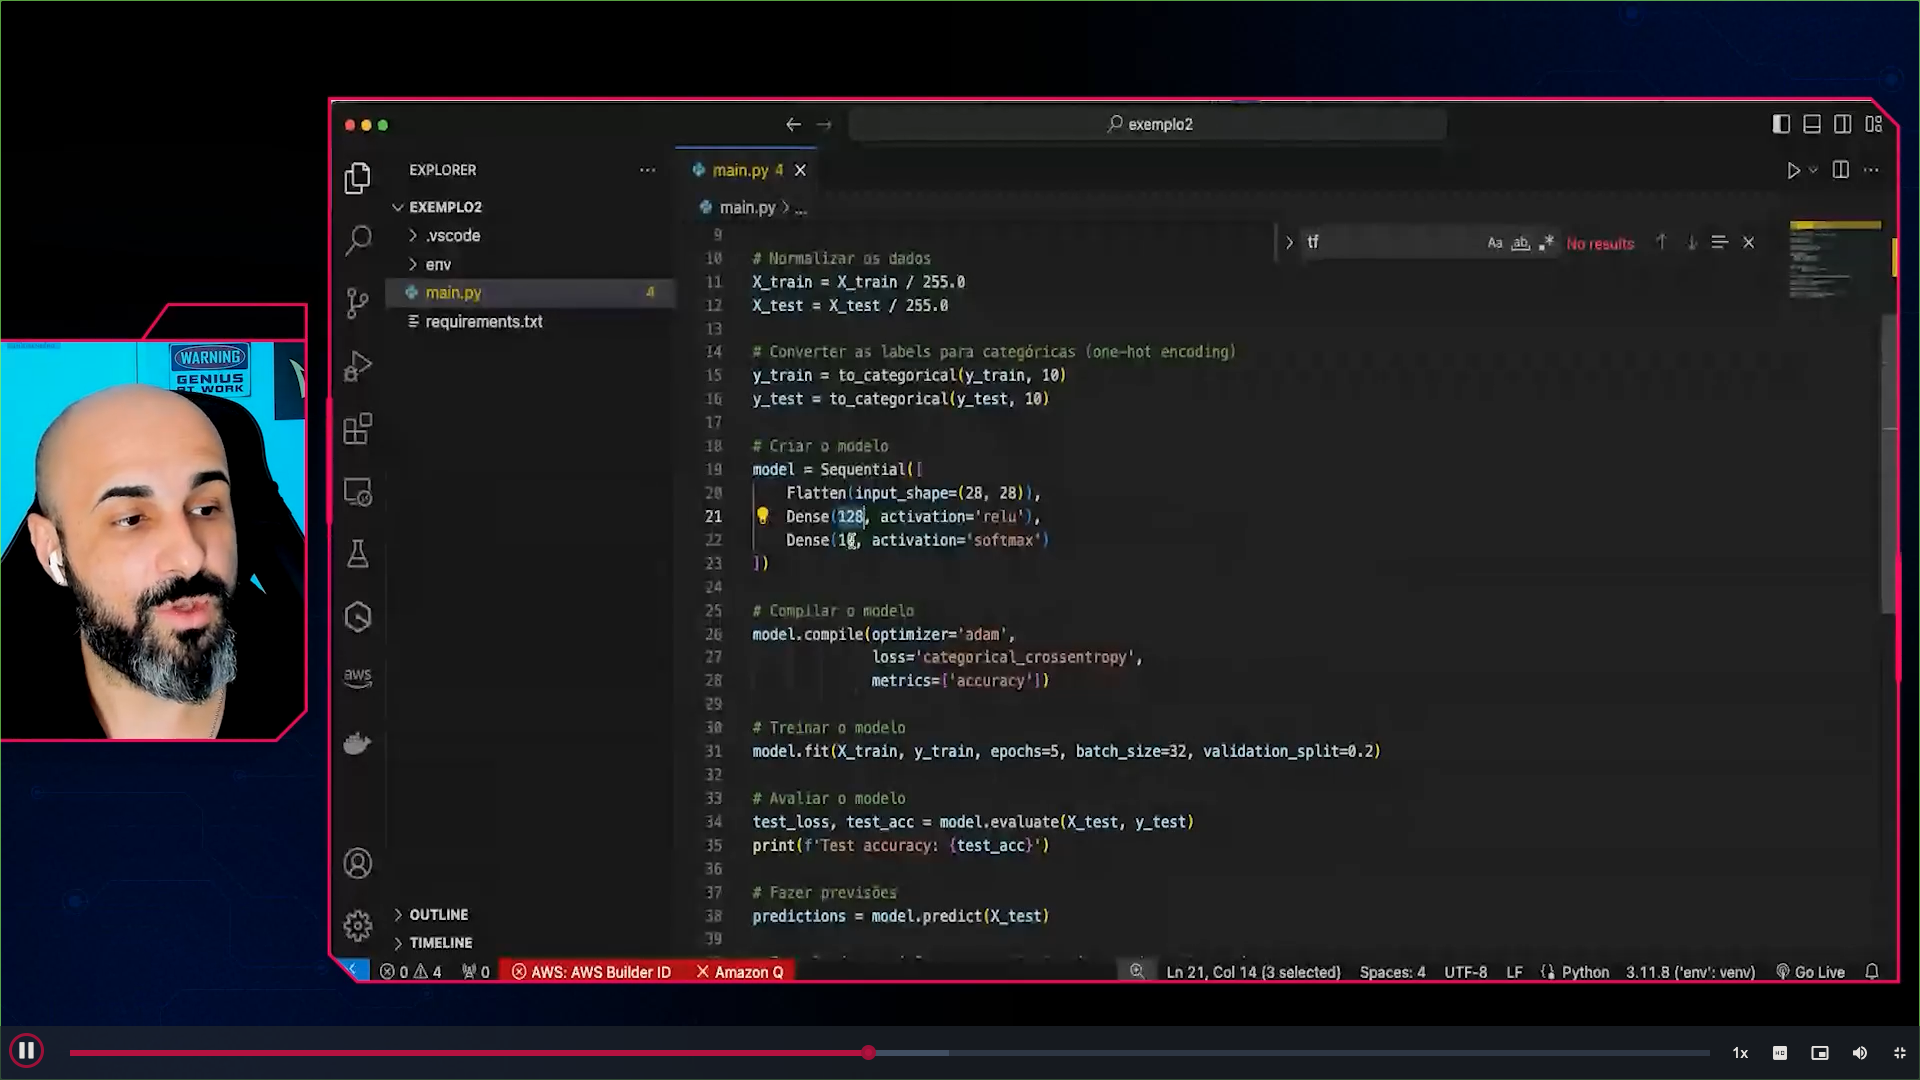 exemplo2
EXPLORER
EXEMPLO2
.vscode
env
main.py 4
requirements.txt
OUTLINE
TIMELINE
main.py 4
main.py > ...
tf
Aa ab .* No results
9
10 # Normalizar os dados
11 X_train = X_train / 255.0
12 X_test = X_test / 255.0
13
14 # Converter as labels para categóricas (one-hot encoding)
15 y_train = to_categorical(y_train, 10)
16 y_test = to_categorical(y_test, 10)
17
18 # Criar o modelo
19 model = Sequential([
20 Flatten(input_shape=(28, 28)),
21 Dense(128, activation='relu'),
22 Dense(10, activation='softmax')
23 ])
24
25 # Compilar o modelo
26 model.compile(optimizer='adam',
27 loss='categorical_crossentropy',
28 metrics=['accuracy'])
29
30 # Treinar o modelo
31 model.fit(X_train, y_train, epochs=5, batch_size=32, validation_split=0.2)
32
33 # Avaliar o modelo
34 test_loss, test_acc = model.evaluate(X_test, y_test)
35 print(f'Test accuracy: {test_acc}')
36
37 # Fazer previsões
38 predictions = model.predict(X_test)
39
aws
WARNING
GENIUS
AT WORK
0 4 0 AWS: AWS Builder ID Amazon Q Ln 21, Col 14 (3 selected) Spaces: 4 UTF-8 LF {} Python 3.11.8 ('env': venv) Go Live
1x